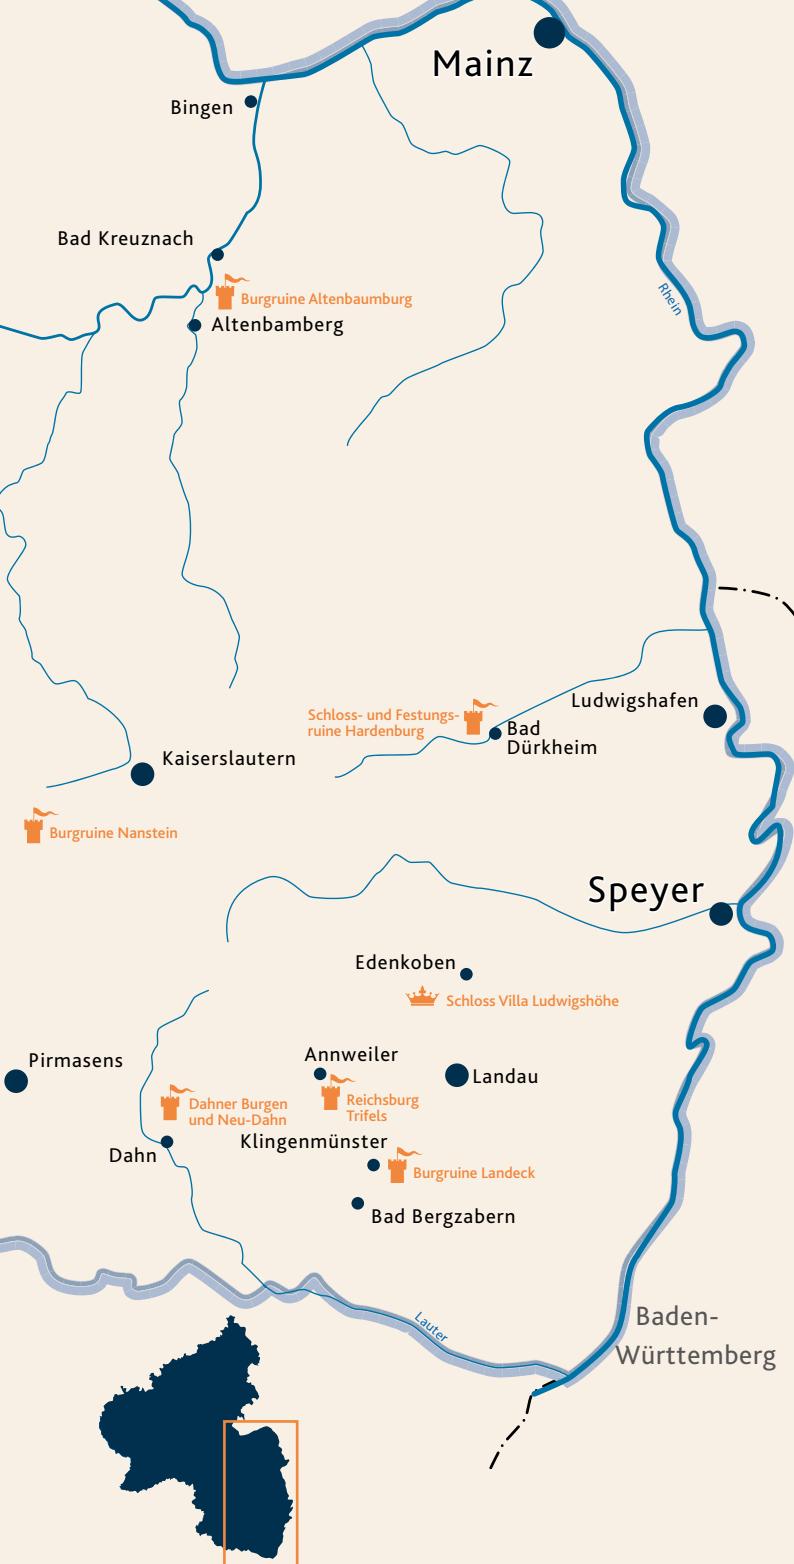 Mainz
Bingen
Bad Kreuznach
Burgruine Altenbaumburg
Rhein
Altenbamberg
Ludwigshafen
Schloss- und Festungs-
ruine Hardenburg
Bad
Dürkheim
Kaiserslautern
Burgruine Nanstein
Speyer
Edenkoben
Schloss Villa Ludwigshöhe
Annweiler
Pirmasens
Landau
Reichsburg
Trifels
Dahner Burgen
und Neu-Dahn
Klingenmünster
Dahn
Burgruine Landeck
Bad Bergzabern
Lauter
Baden-
Württemberg